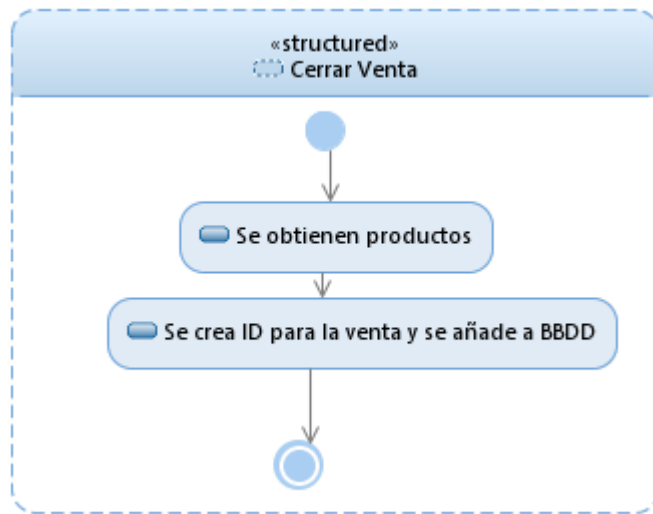 «structured»
Cerrar Venta
Se obtienen productos
Se crea ID para la venta y se añade a BBDD